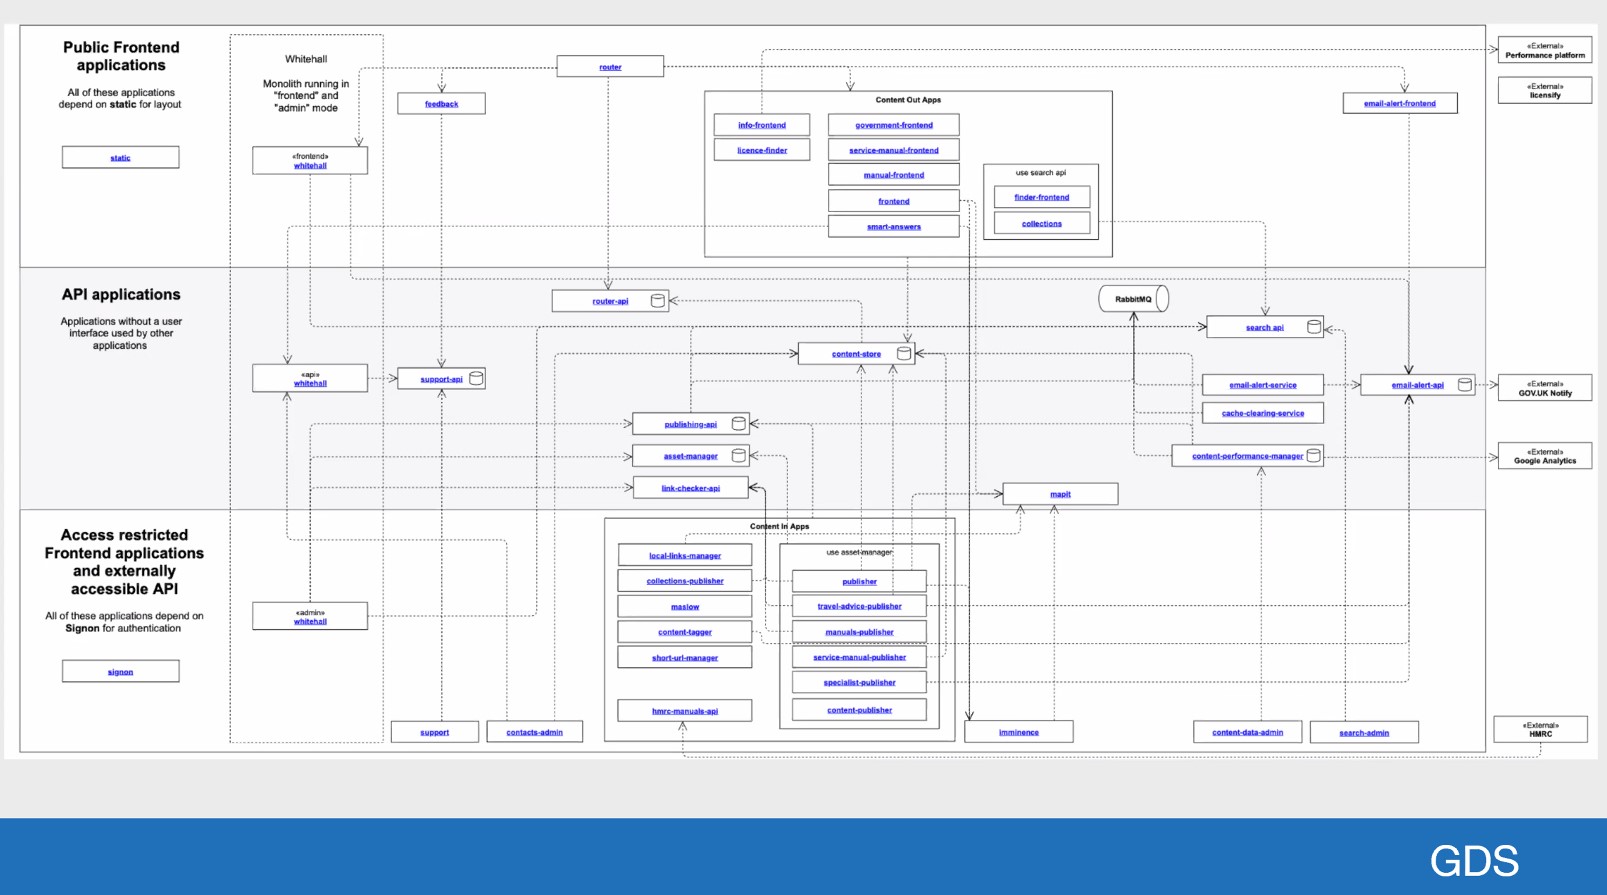 Public Frontend
applications
All of these applications
depend on static for layout
static
Whitehall
Monolith running in
"frontend" and
"admin" mode
«frontend»
whitehall
router
feedback
Content Out Apps
info-frontend
licence-finder
government-frontend
service-manual-frontend
manual-frontend
frontend
smart-answers
use search api
finder-frontend
collections
email-alert-frontend
«External»
Performance platform
«External»
licensify
API applications
Applications without a user
interface used by other
applications
«api»
whitehall
support-api
router-api
content-store
RabbitMQ
search api
email-alert-service
email-alert-api
cache-clearing-service
content-performance-manager
publishing-api
asset-manager
link-checker-api
mapit
«External»
GOV.UK Notify
«External»
Google Analytics
Access restricted
Frontend applications
and externally
accessible API
All of these applications depend on
Signon for authentication
signon
«admin»
whitehall
support
contacts-admin
Content In Apps
local-links-manager
collections-publisher
maslow
content-tagger
short-url-manager
hmrc-manuals-api
use asset-manager
publisher
travel-advice-publisher
manuals-publisher
service-manual-publisher
specialist-publisher
content-publisher
imminence
content-data-admin
search-admin
«External»
HMRC
GDS